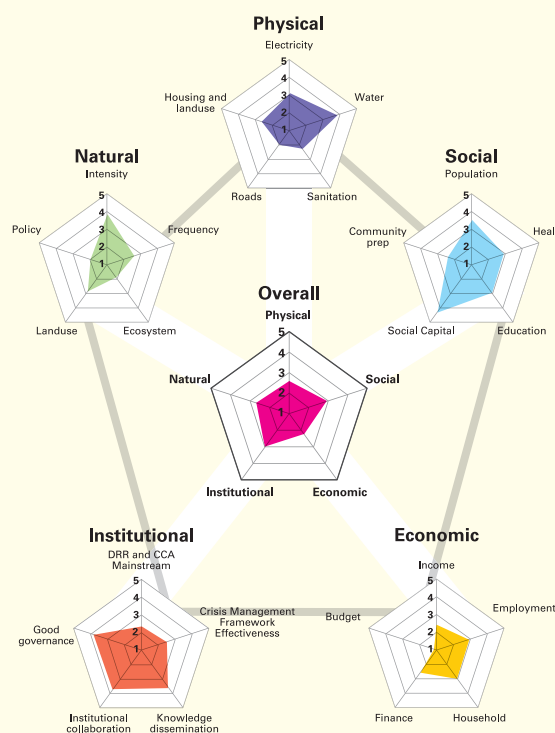 Physical
Electricity
5
4
3
2
1
Housing and
landuse
Water
Roads
Sanitation
Natural
Intensity
5
4
3
2
1
Policy
Frequency
Landuse
Ecosystem
Social
Population
5
4
3
2
1
Community
prep
Heal
Social Capital
Education
Overall
Physical
5
4
3
2
1
Natural
Social
Institutional
Economic
Institutional
DRR and CCA
Mainstream
5
4
3
2
1
Good
governance
Crisis Management
Framework
Effectiveness
Institutional
collaboration
Knowledge
dissemination
Economic
Income
5
4
3
2
1
Budget
Employment
Finance
Household